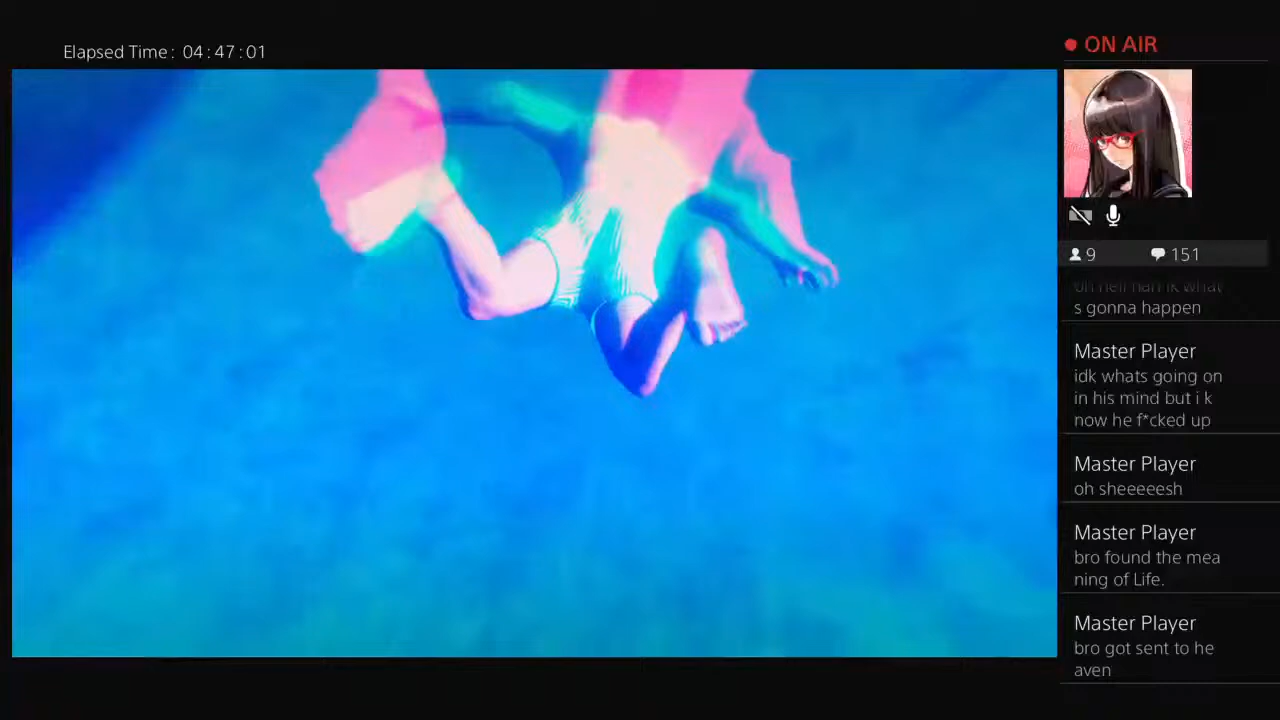 Elapsed Time: 04:47:01
ON AIR
9 151
s gonna happen
Master Player
idk whats going on
in his mind but i k
now he f*cked up
Master Player
oh sheeeeesh
Master Player
bro found the mea
ning of Life.
Master Player
bro got sent to he
aven